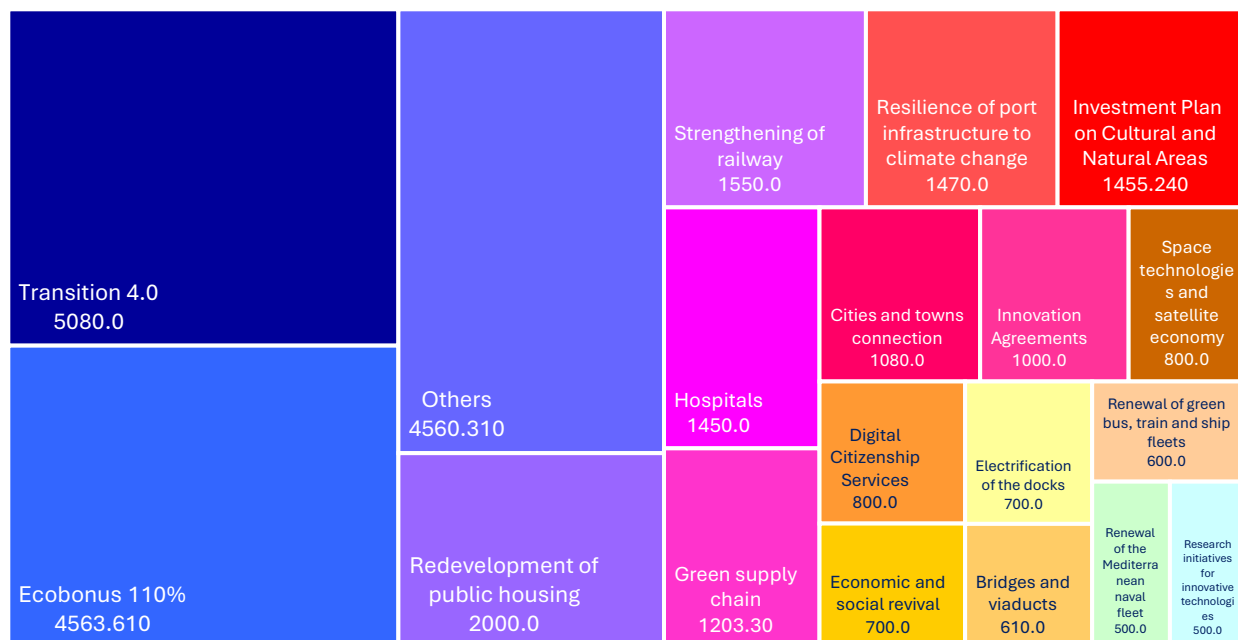 Transition 4.0
5080.0
Ecobonus 110%
4563.610
Others
4560.310
Redevelopment of
public housing
2000.0
Strengthening of
railway
1550.0
Resilience of port
infrastructure to
climate change
1470.0
Investment Plan
on Cultural and
Natural Areas
1455.240
Hospitals
1450.0
Green supply
chain
1203.30
Cities and towns
connection
1080.0
Innovation
Agreements
1000.0
Space
technologie
s and
satellite
economy
800.0
Digital
Citizenship
Services
800.0
Economic and
social revival
700.0
Electrification
of the docks
700.0
Bridges and
viaducts
610.0
Renewal of green
bus, train and ship
fleets
600.0
Renewal
of the
Mediterra
nean
naval
fleet
500.0
Research
initiatives
for
innovative
technologi
es
500.0